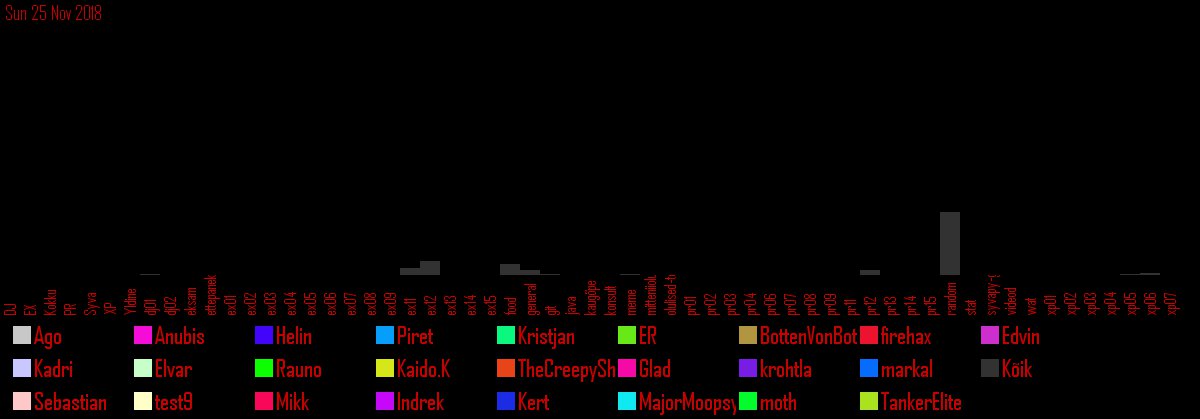 Sun 25 Nov 2018
DJ EX Kokku PR Syva XP Yldine dj01 dj02 eksam ettepanek ex01 ex02 ex03 ex04 ex05 ex06 ex07 ex08 ex09 ex11 ex12 ex13 ex14 ex15 food general git java kaugõpe konsult meme mitteniloi olulised-h pr01 pr02 pr03 pr04 pr06 pr07 pr08 pr09 pr11 pr12 pr13 pr14 pr15 random stat videod wat xp01 xp02 xp03 xp04 xp05 xp06 xp07
Ago Anubis Helin Piret Kristjan ER BottenVonBot firehax Edvin
Kadri Elvar Rauno Kaido.K TheCreepySh Glad krohtla markal Kõik
Sebastian test9 Mikk Indrek Kert MajorMoopsy moth TankerElite